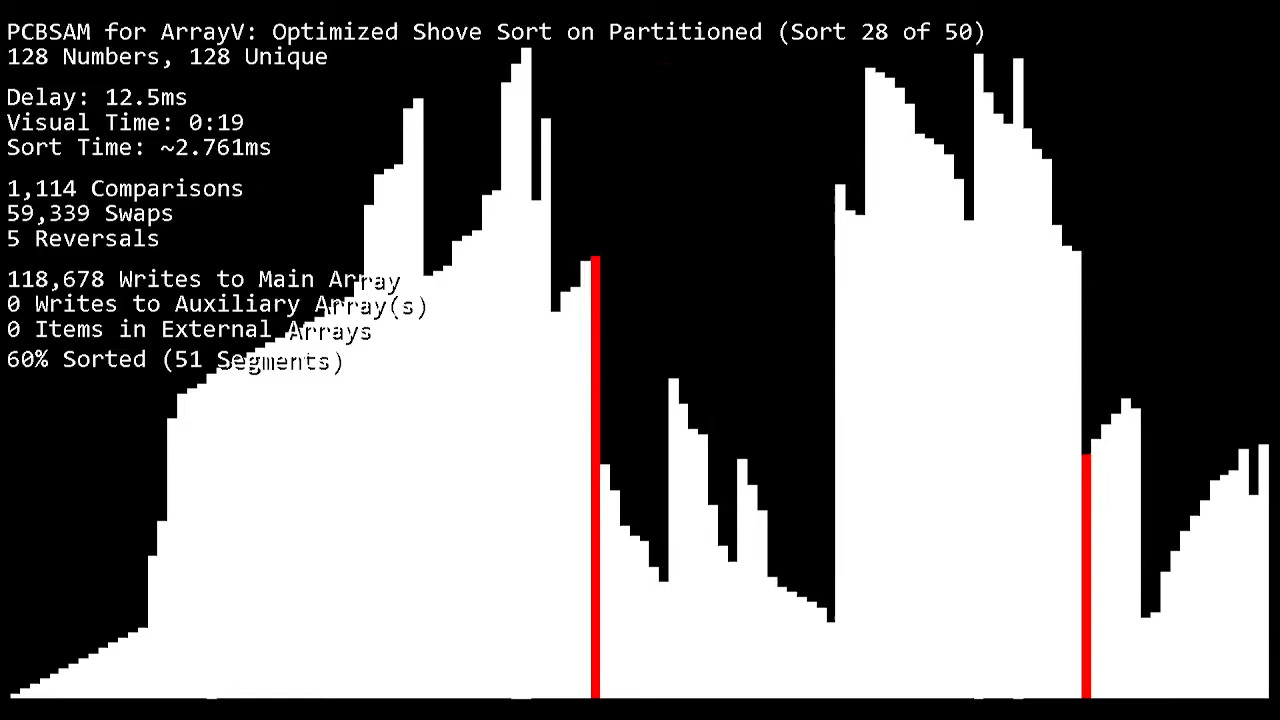 PCBSAM for ArrayV: Optimized Shove Sort on Partitioned (Sort 28 of 50)
128 Numbers, 128 Unique
Delay: 12.5ms
Visual Time: 0:19
Sort Time: ~2.761ms
1,114 Comparisons
59,339 Swaps
5 Reversals
118,678 Writes to Main Array
0 Writes to Auxiliary Array(s)
0 Items in External Arrays
60% Sorted (51 Segments)